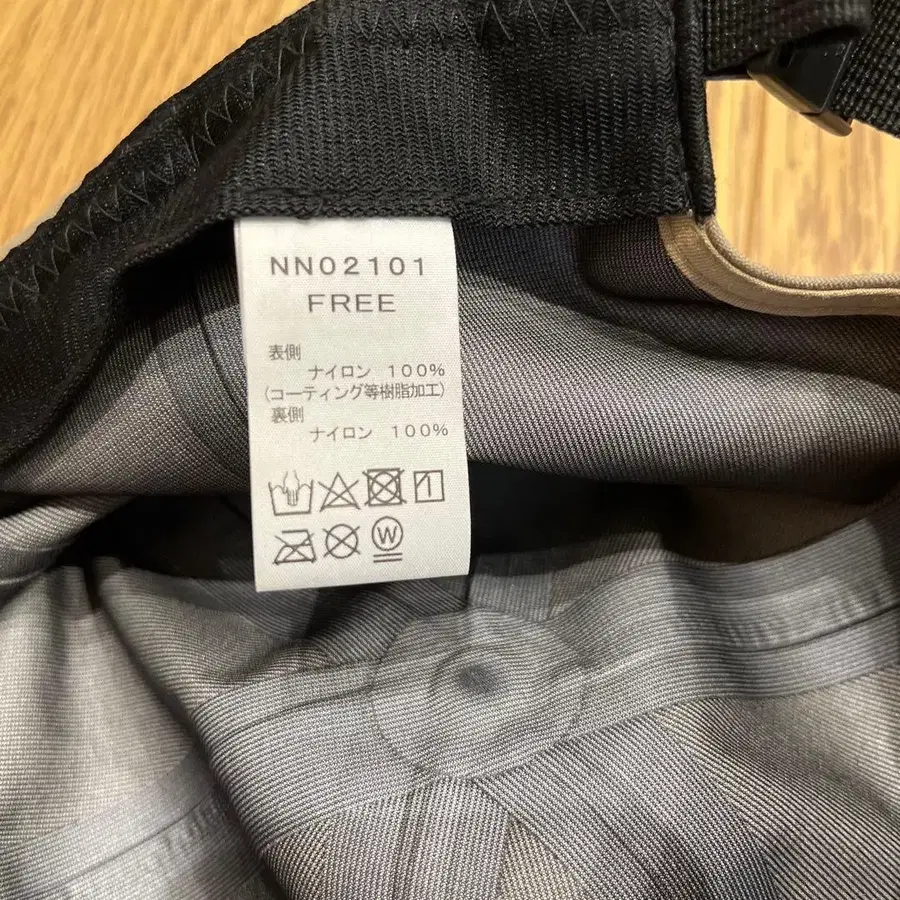 NN02101
FREE
表側
ナイロン 100%
(コーティング等樹脂加工)
裏側
ナイロン 100%
W